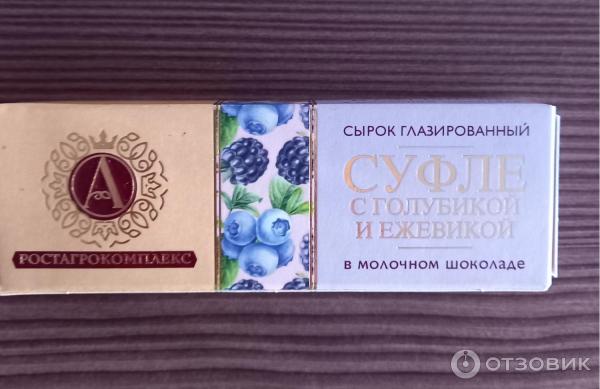 А
РОСТАГРОКОМПЛЕКС
СЫРОК ГЛАЗИРОВАННЫЙ
СУФЛЕ
С ГОЛУБИКОЙ
И ЕЖЕВИКОЙ
В МОЛОЧНОМ ШОКОЛАДЕ
ОТЗОВИК